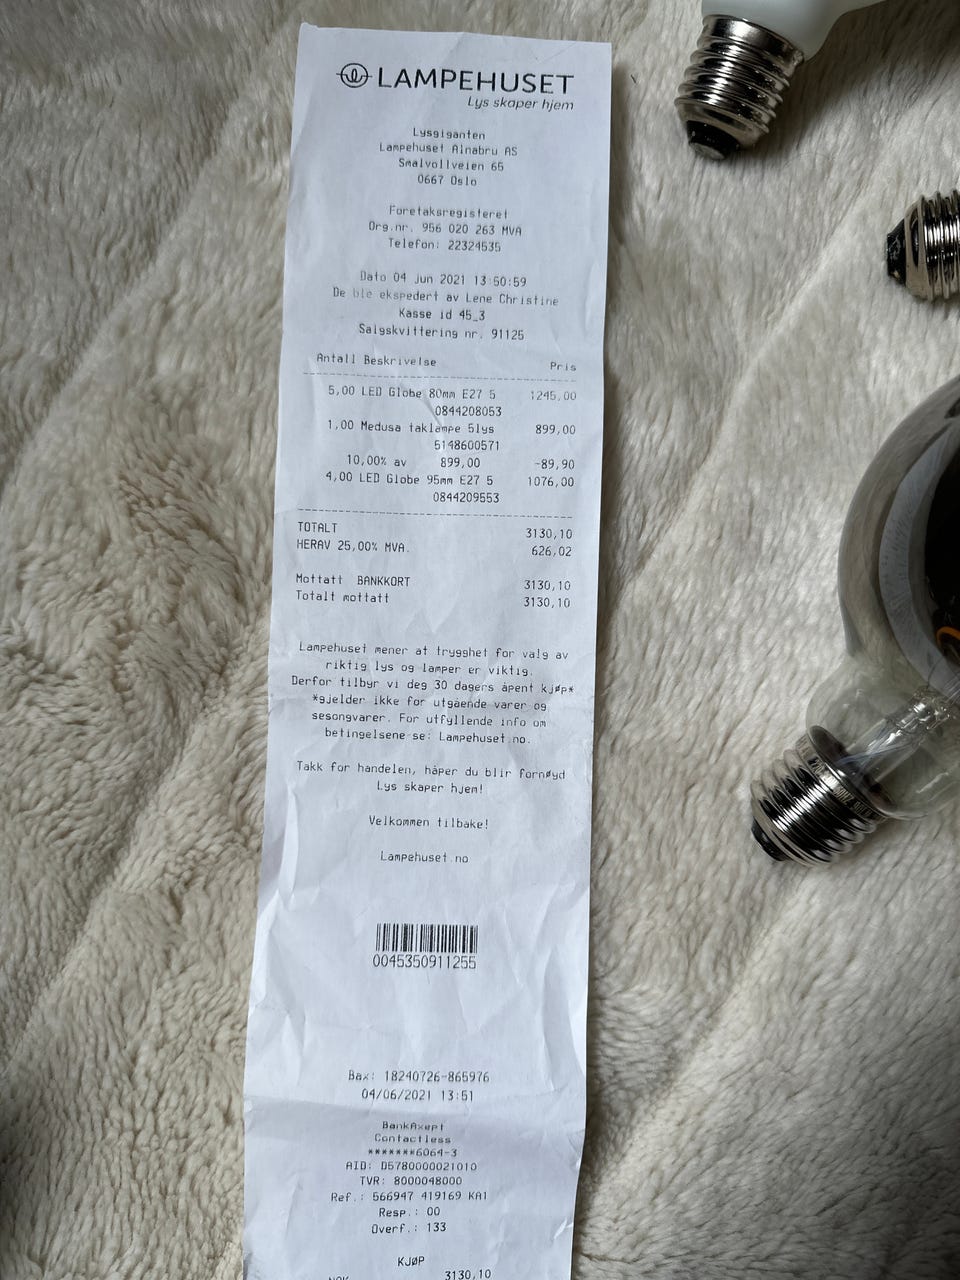 LAMPEHUSET
Lys skaper hjem
Lysgiganten
Lampehuset Alnabru AS
Smalvollveien 65
0667 Oslo
Foretaksregisteret
Org.nr. 956 020 263 MVA
Telefon: 22324535
Dato 04 Jun 2021 13:50:59
De ble ekspedert av Lene Christine
Kasse id 45_3
Salgskvittering nr. 91125
Antall Beskrivelse Pris
5,00 LED Globe 80mm E27 5 1245,00
0844208053
1,00 Medusa taklampe 5lys 899,00
5148600571
10,00% av 899,00 -89,90
4,00 LED Globe 95mm E27 5 1076,00
0844209553
TOTALT 3130,10
HERAV 25,00% MVA. 626,02
Mottatt BANKKORT 3130,10
Totalt mottatt 3130,10
Lampehuset mener at trygghet for valg av
riktig lys og lamper er viktig.
Derfor tilbyr vi deg 30 dagers åpent kjøp*
*gjelder ikke for utgående varer og
sesongvarer. For utfyllende info om
betingelsene se: Lampehuset.no.
Takk for handelen, håper du blir fornøyd
Lys skaper hjem!
Velkommen tilbake!
Lampehuset.no
0045350911255
Bax: 18240726-865976
04/06/2021 13:51
BankAxept
Contactless
*******6064-3
AID: D5780000021010
TVR: 8000048000
Ref.: 566947 419169 KA1
Resp.: 00
Overf.: 133
KJØP
NOK 3130,10